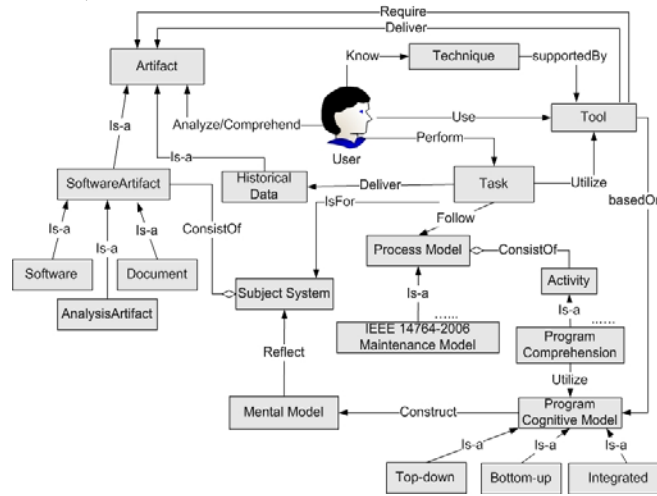 Require
Deliver
Artifact
Know
Technique
supportedBy
Is-a
Analyze/Comprehend
Use
Tool
Is-a
User
Perform
SoftwareArtifact
Historical
Data
Deliver
Task
Utilize
basedOn
IsFor
Is-a
Is-a
Is-a
ConsistOf
Follow
Process Model
ConsistOf
Software
Document
Subject System
Activity
AnalysisArtifact
Is-a
......
Is-a
......
IEEE 14764-2006
Maintenance Model
Program
Comprehension
Reflect
Utilize
Mental Model
Construct
Program
Cognitive Model
Is-a
Is-a
Is-a
Top-down
Bottom-up
Integrated